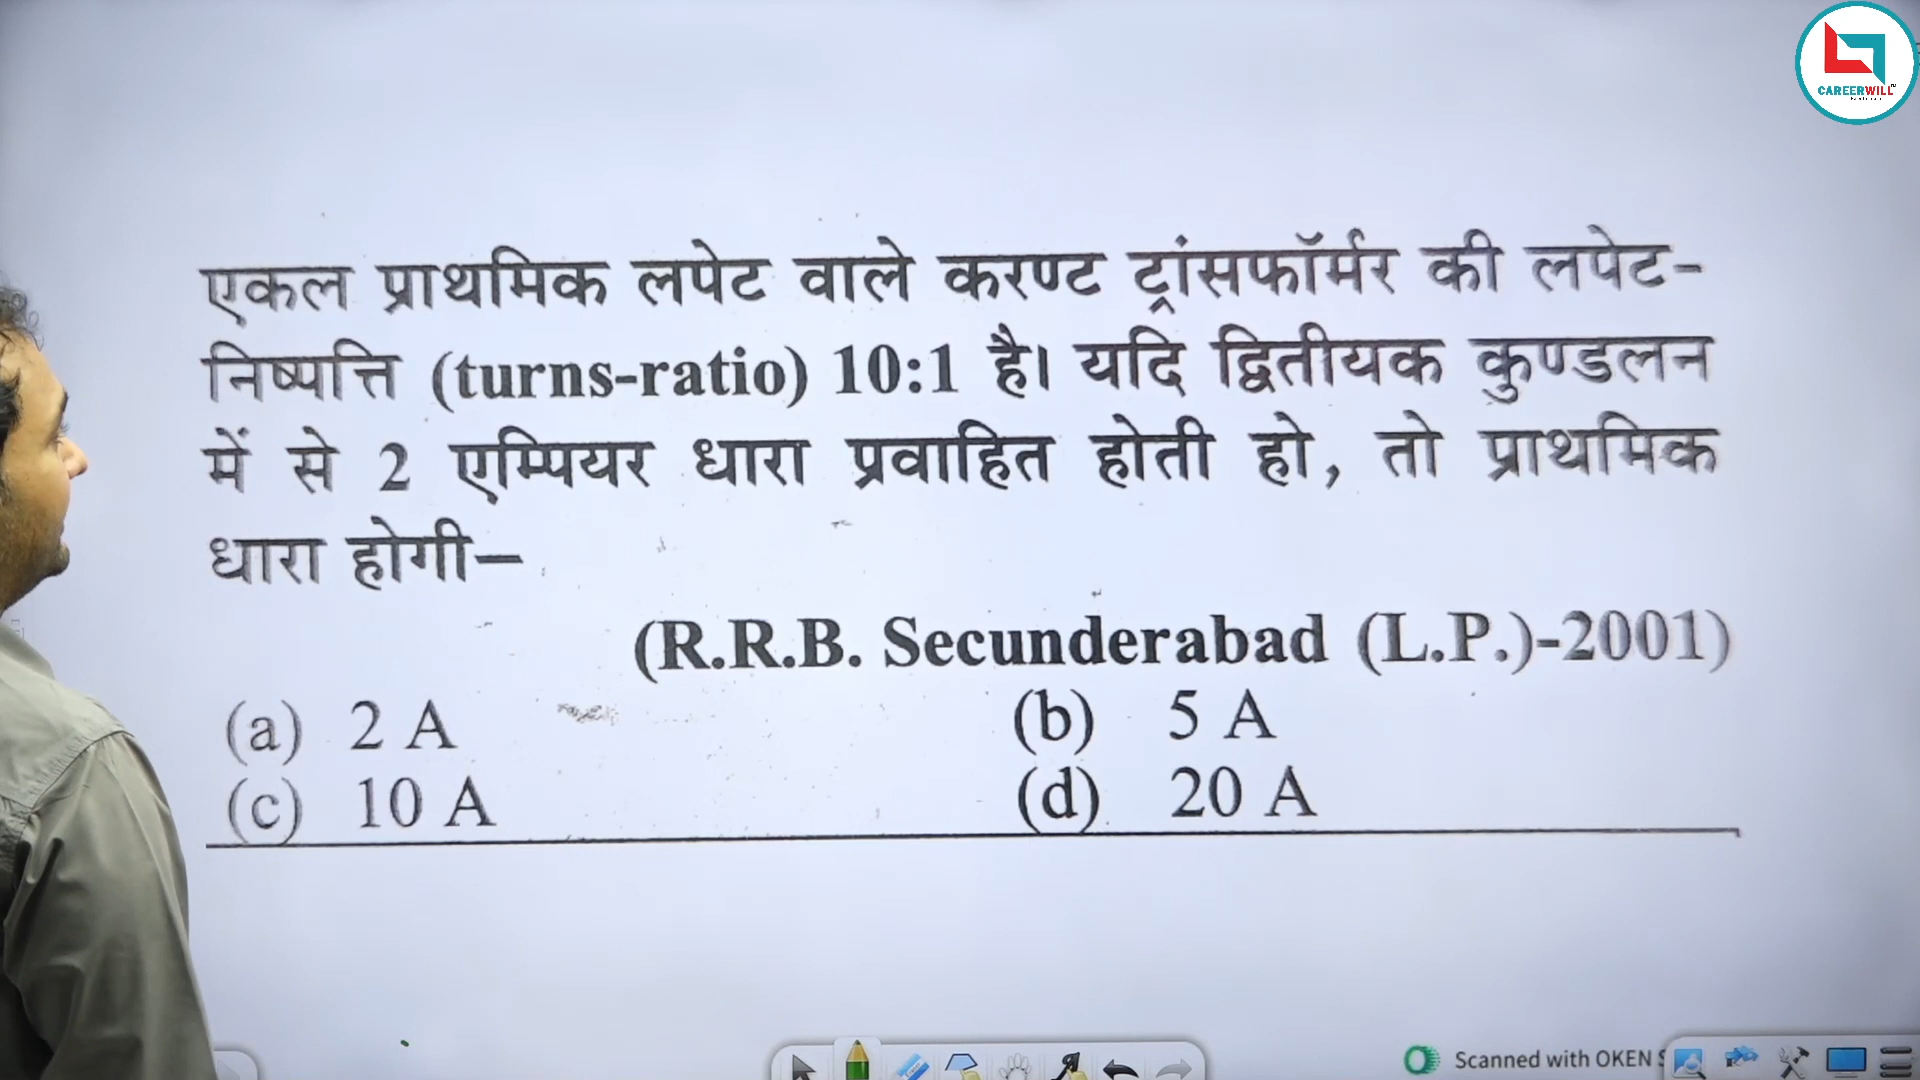 CAREERWILL
एकल प्राथमिक लपेट वाले करण्ट ट्रांसफॉर्मर की लपेट-
निष्पत्ति (turns-ratio) 10:1 है। यदि द्वितीयक कुण्डलन
में से 2 एम्पियर धारा प्रवाहित होती हो, तो प्राथमिक
धारा होगी—
(R.R.B. Secunderabad (L.P.)-2001)
(a) 2 A (b) 5 A
(c) 10 A (d) 20 A
Scanned with OKEN S